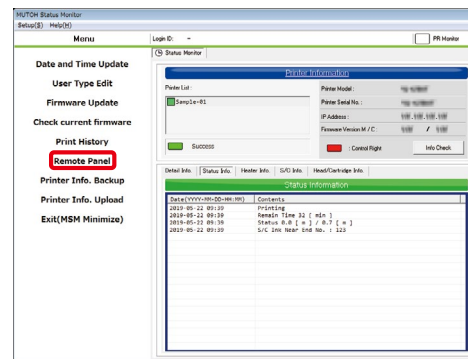 MUTOH Status Monitor
Setup(S) Help(H)
Menu
Login ID: -
PR Monitor
Status Monitor
Date and Time Update
User Type Edit
Firmware Update
Check current firmware
Print History
Remote Panel
Printer Info. Backup
Printer Info. Upload
Exit(MSM Minimize)
Printer Information
Printer List :
Sample-01
Success
Printer Model :
Printer Serial No. :
IP Address :
Firmware Version M / C : /
: Control Right
Info Check
Detail Info. Status Info. Heater Info. S/C Info. Head/Cartridge Info.
Status Information
Date(YYYY-MM-DD-HH:MM) Contents
2019-05-22 09:39 Printing
2019-05-22 09:39 Remain Time 32 [ min ]
2019-05-22 09:39 Status 0.0 [ m ] / 0.7 [ m ]
2019-05-22 09:39 S/C Ink Near End No. : 123